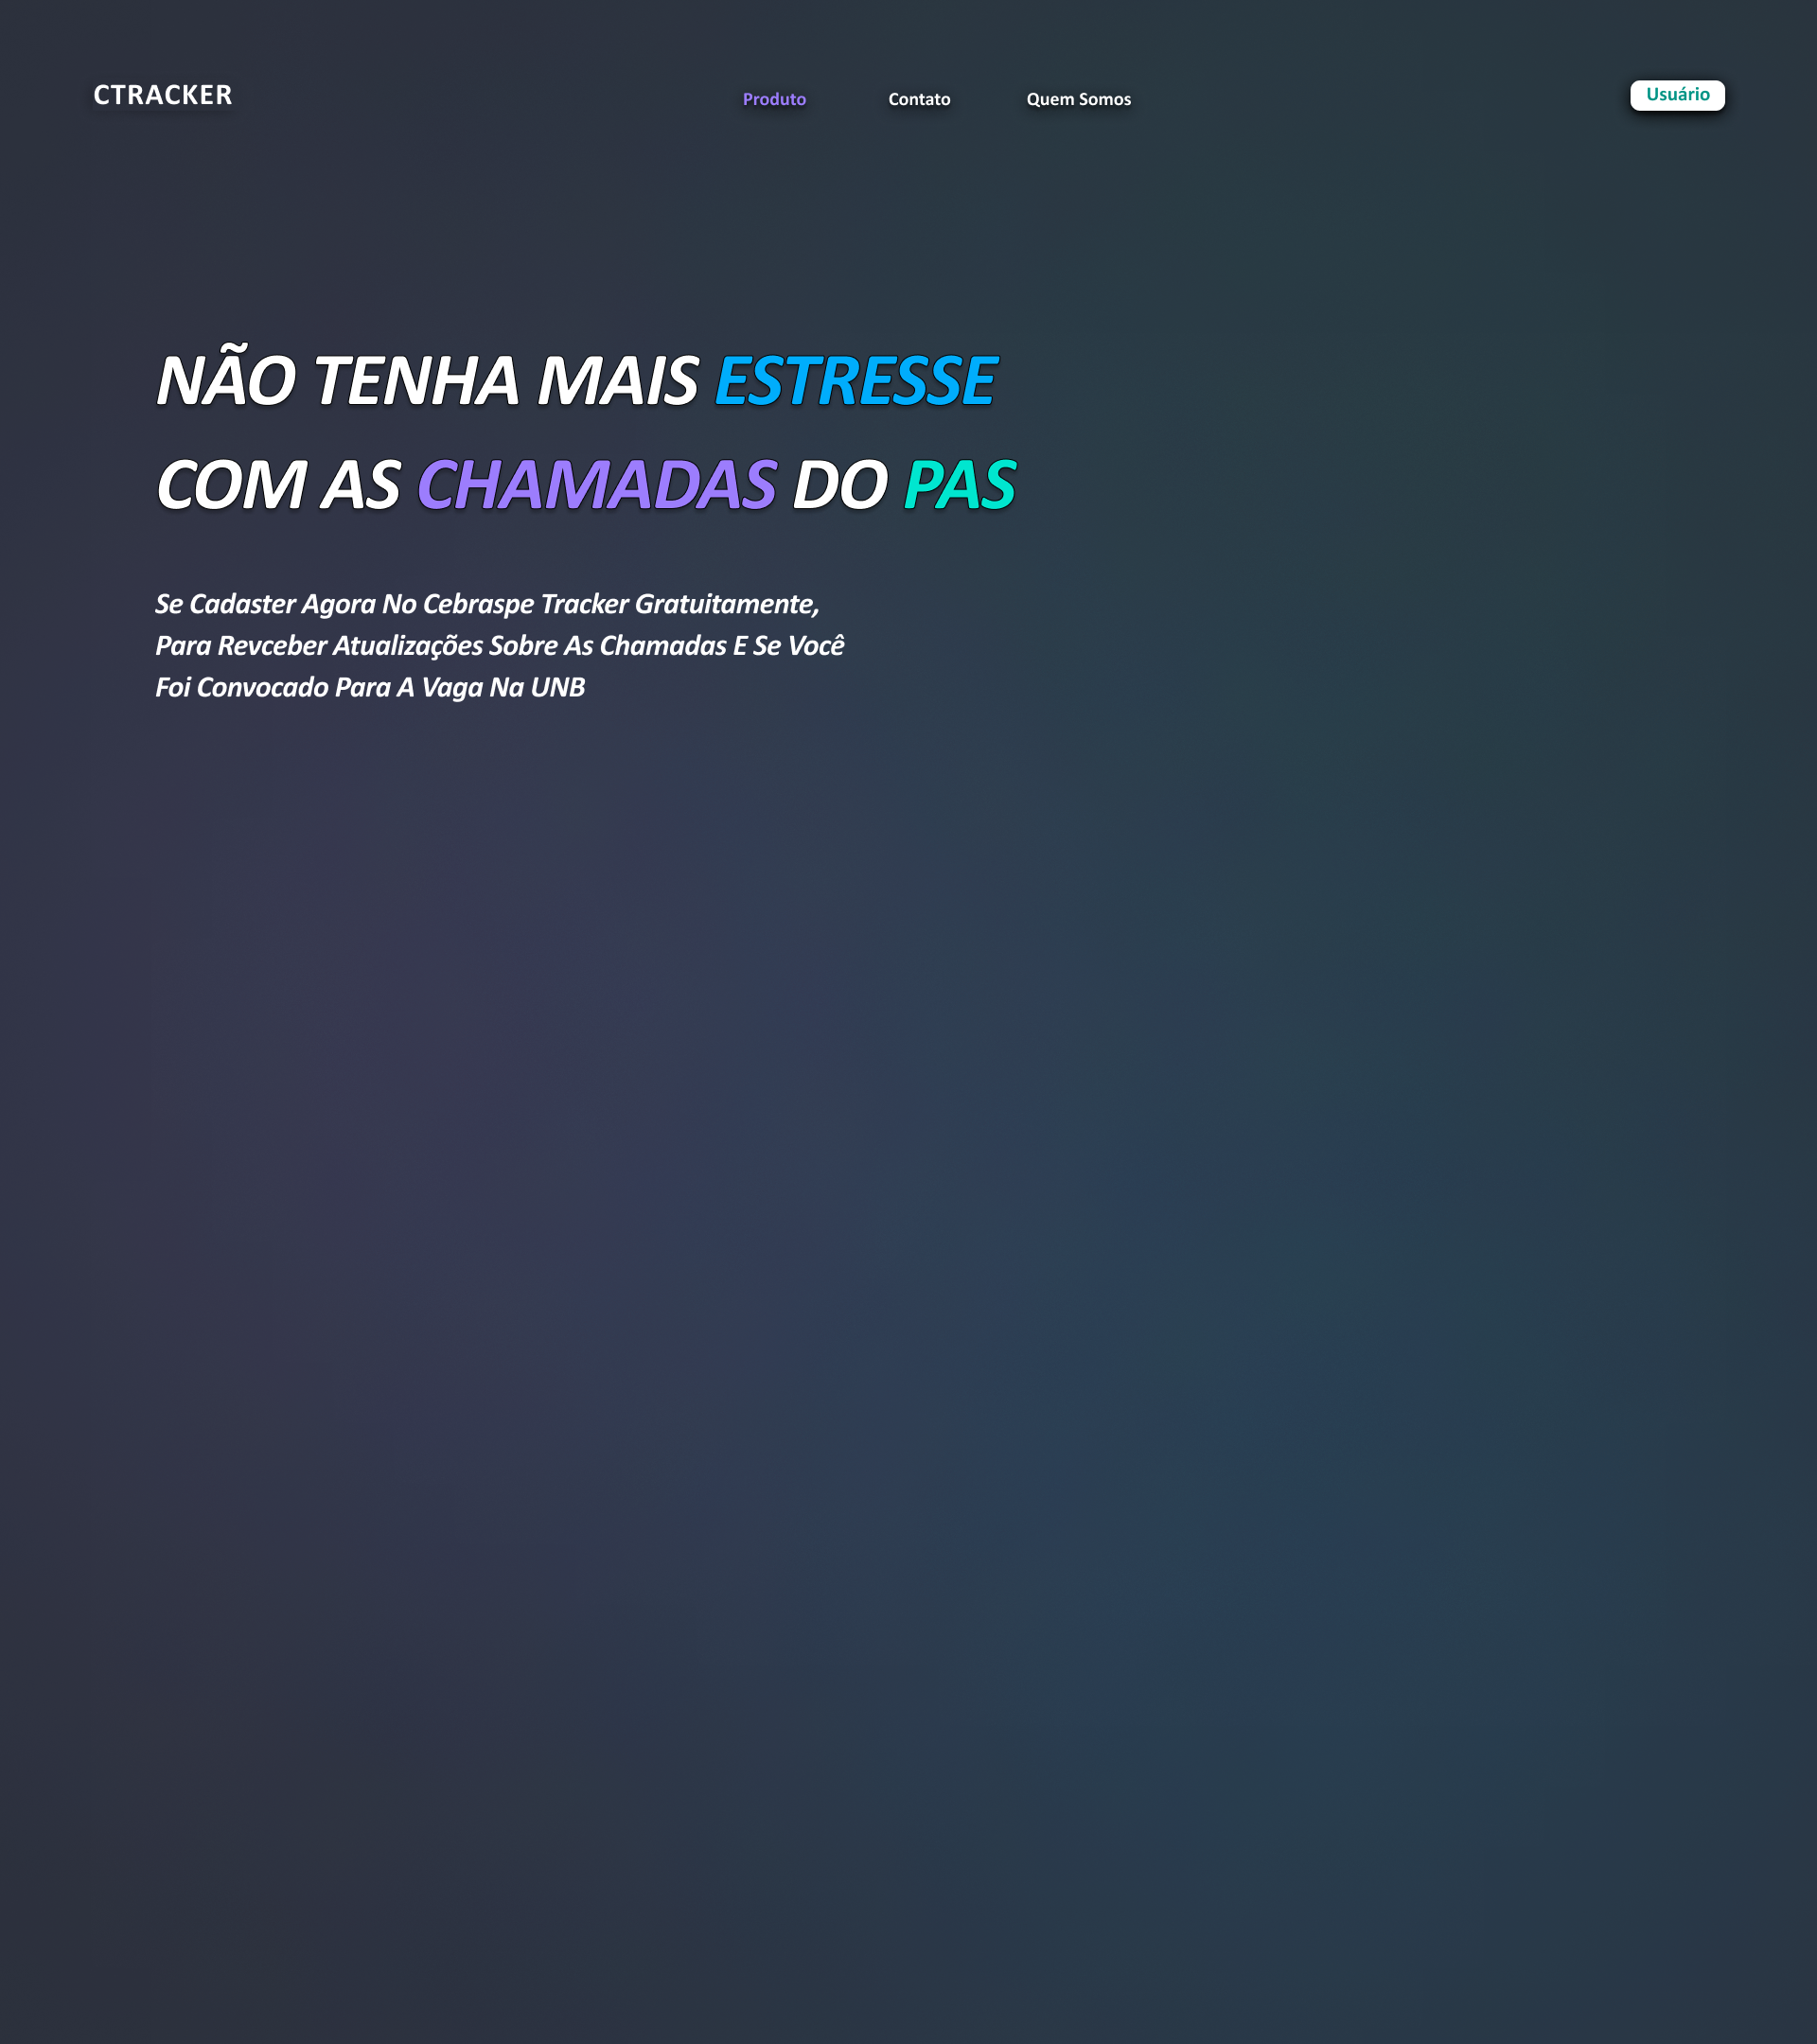 CTRACKER
Produto
Contato
Quem Somos
Usuário
NÃO TENHA MAIS ESTRESSE
COM AS CHAMADAS DO PAS
Se Cadaster Agora No Cebraspe Tracker Gratuitamente,
Para Revceber Atualizações Sobre As Chamadas E Se Você
Foi Convocado Para A Vaga Na UNB